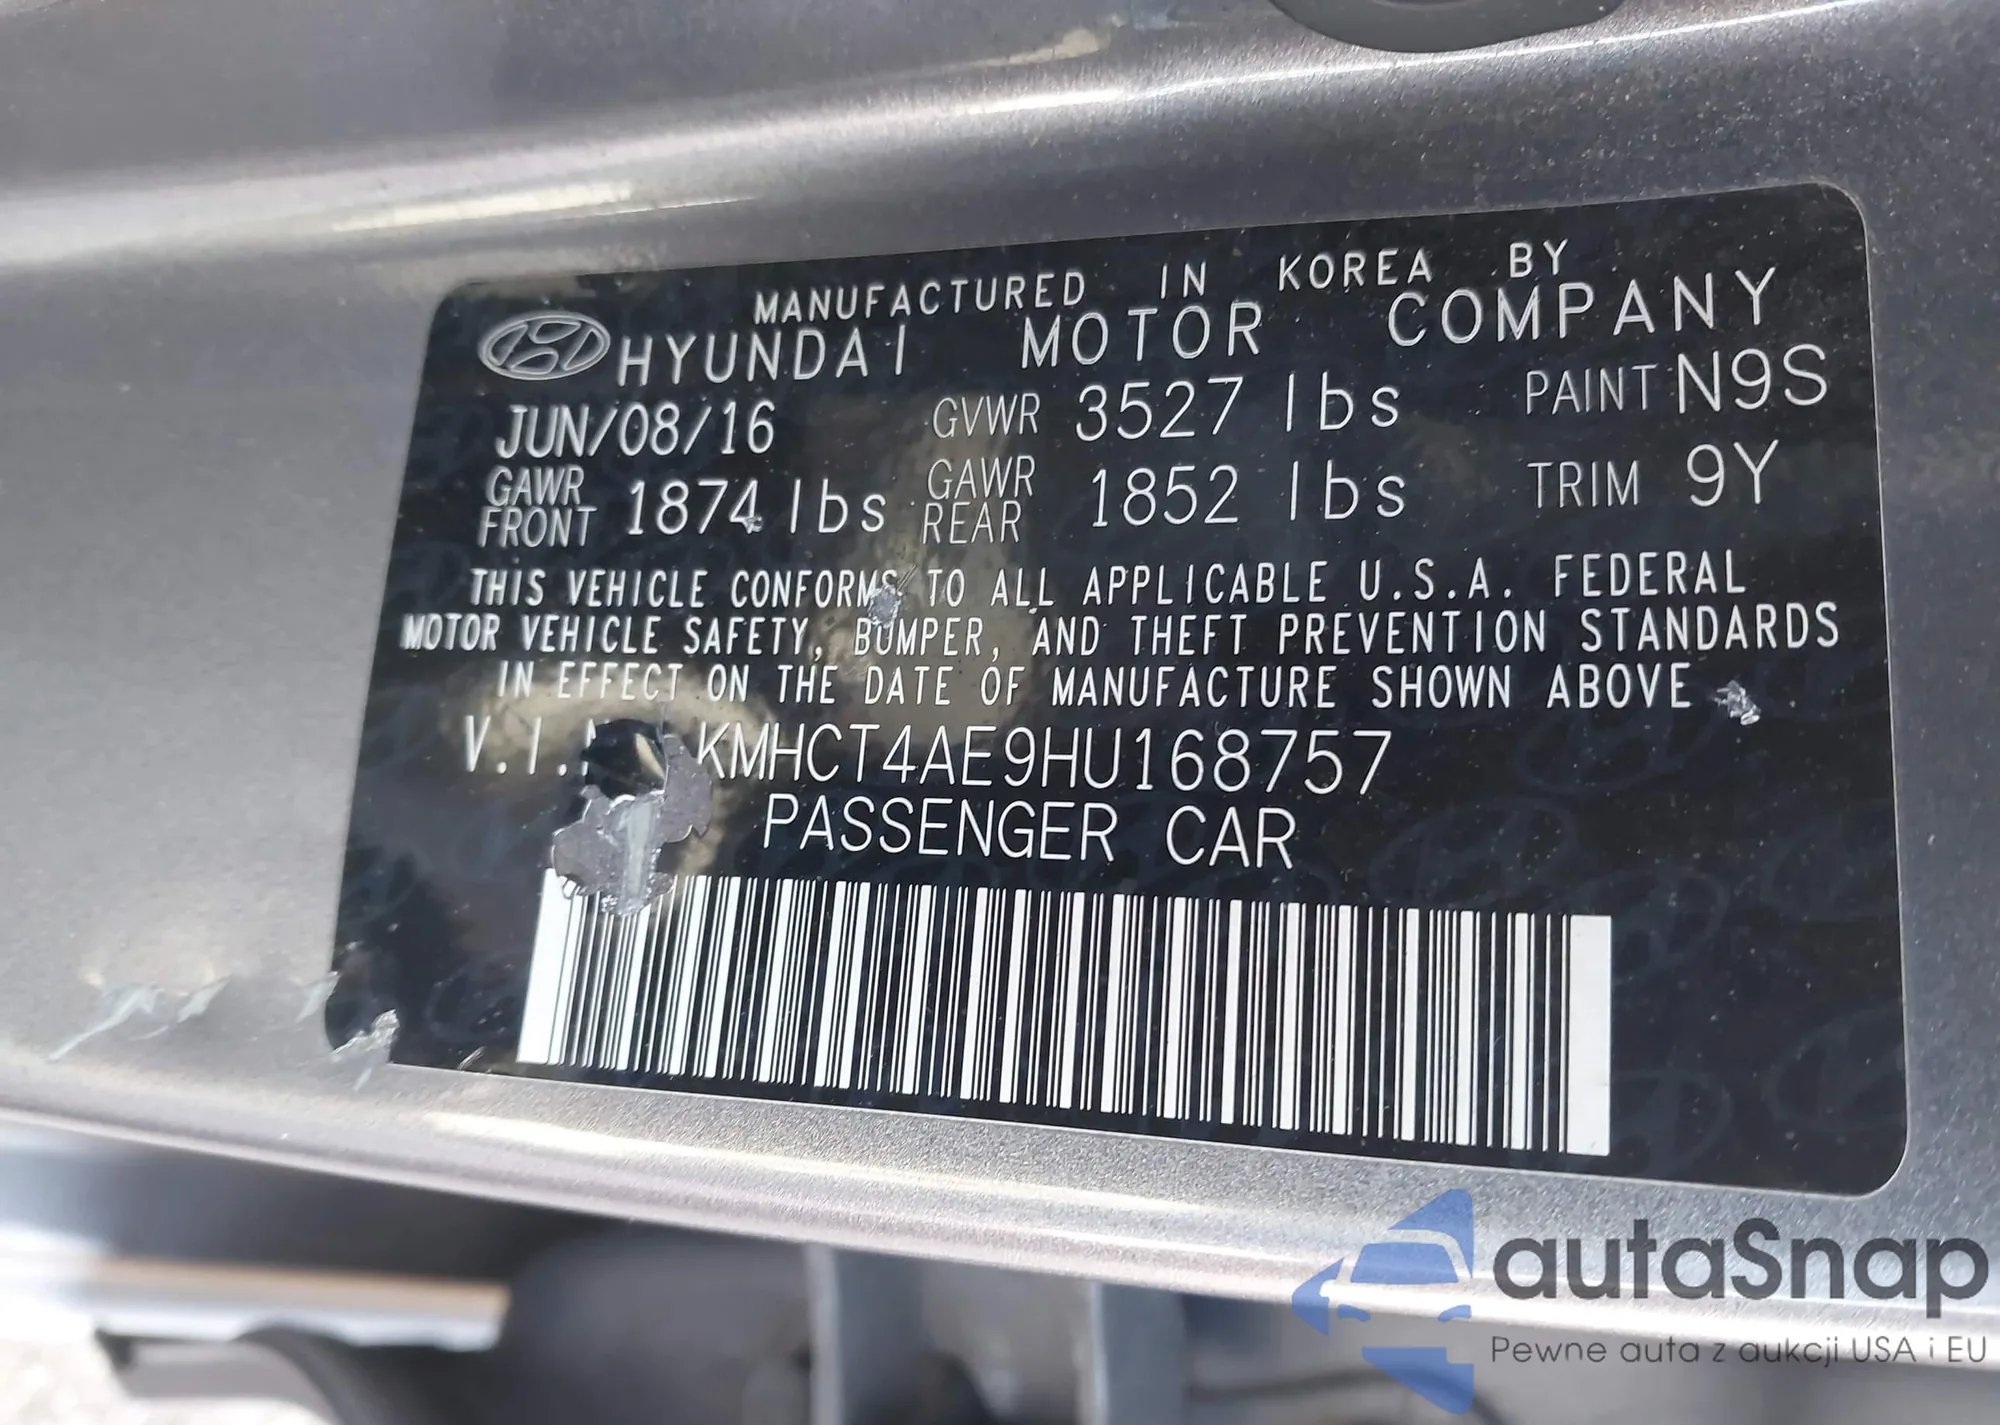 MANUFACTURED IN KOREA BY
HYUNDAI MOTOR COMPANY
JUN/08/16 GVWR 3527 lbs PAINT N9S
GAWR FRONT 1874 lbs GAWR REAR 1852 lbs TRIM 9Y
THIS VEHICLE CONFORMS TO ALL APPLICABLE U.S.A. FEDERAL
MOTOR VEHICLE SAFETY, BUMPER, AND THEFT PREVENTION STANDARDS
IN EFFECT ON THE DATE OF MANUFACTURE SHOWN ABOVE
V.I. KMHCT4AE9HU168757
PASSENGER CAR
autaSnap
Pewne auta z aukcji USA i EU